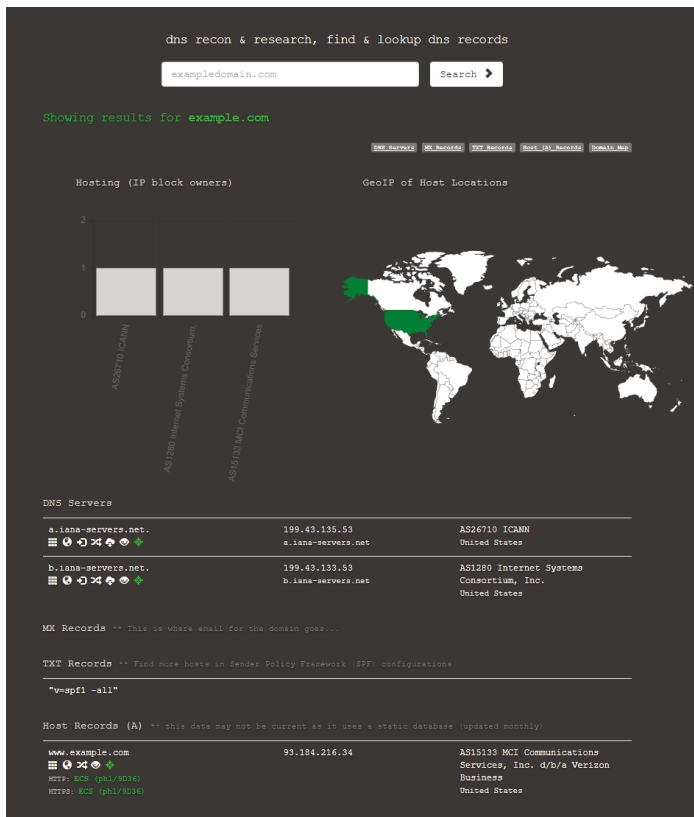 dns recon & research, find & lookup dns records
exampledomain.com
Search
Showing results for example.com
DNS Servers MX Records TXT Records Host (A) Records Domain Map
Hosting (IP block owners)
GeoIP of Host Locations
2
1
0
AS26710 ICANN
AS1280 Internet Systems Consortium,
AS15133 MCI Communications Services
DNS Servers
a.iana-servers.net. 199.43.135.53 AS26710 ICANN
a.iana-servers.net United States
b.iana-servers.net. 199.43.133.53 AS1280 Internet Systems
b.iana-servers.net Consortium, Inc.
United States
MX Records ** This is where email for the domain goes...
TXT Records ** Find more hosts in Sender Policy Framework (SPF) configurations
"v=spf1 -all"
Host Records (A) ** this data may not be current as it uses a static database (updated monthly)
www.example.com 93.184.216.34 AS15133 MCI Communications
Services, Inc. d/b/a Verizon
HTTP: ECS (phl/9D36) Business
HTTPS: ECS (phl/9D36) United States